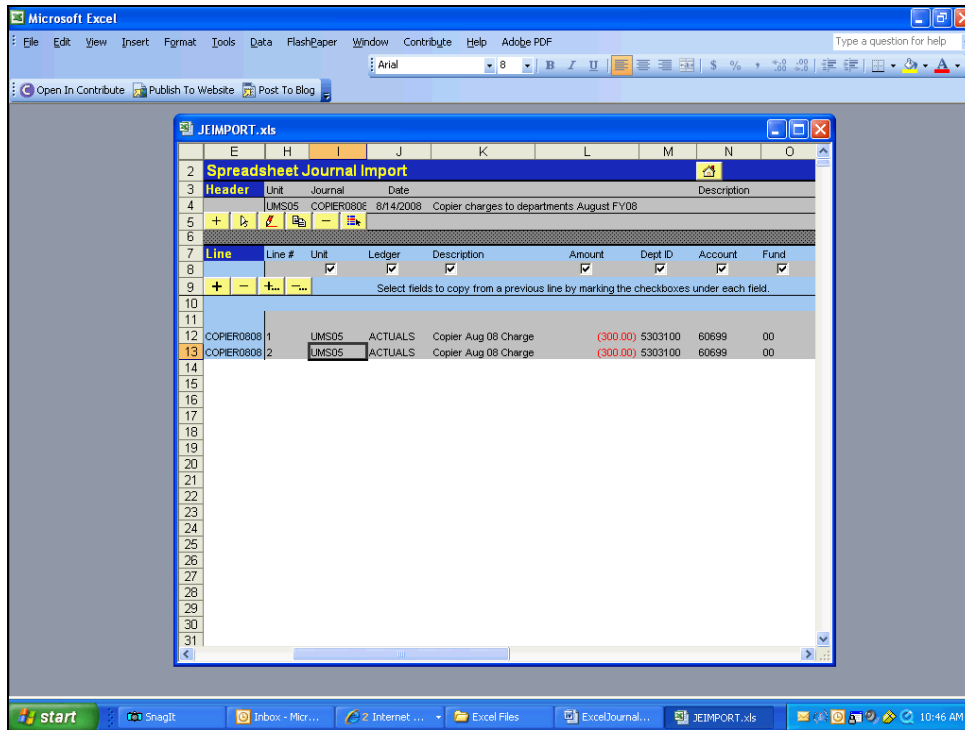 Microsoft Excel
File Edit View Insert Format Tools Data FlashPaper Window Contribute Help Adobe PDF Type a question for help
Arial 8 B I U $ % ,
Open In Contribute Publish To Website Post To Blog
JEIMPORT.xls
E H I J K L M N O
2 Spreadsheet Journal Import
3 Header Unit Journal Date Description
4 UMS05 COPIER0808 8/14/2008 Copier charges to departments August FY08
5
6
7 Line Line # Unit Ledger Description Amount Dept ID Account Fund
8
9 + − +... −... Select fields to copy from a previous line by marking the checkboxes under each field.
10
11
12 COPIER0808 1 UMS05 ACTUALS Copier Aug 08 Charge (300.00) 5303100 60699 00
13 COPIER0808 2 UMS05 ACTUALS Copier Aug 08 Charge (300.00) 5303100 60699 00
14
15
16
17
18
19
20
21
22
23
24
25
26
27
28
29
30
31
start SnagIt Inbox - Micr... 2 Internet ... Excel Files ExcelJournal... JEIMPORT.xls 10:46 AM